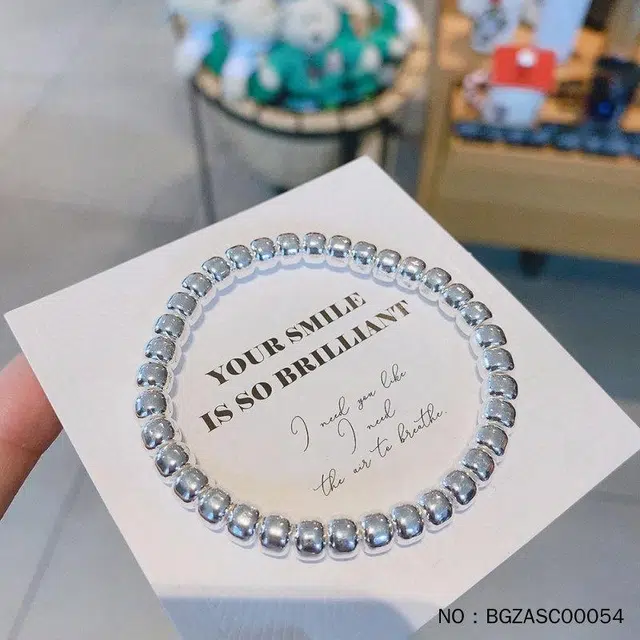 YOUR SMILE
IS SO BRILLIANT
I need you like
I need
the air to breathe.
NO : BGZASC00054